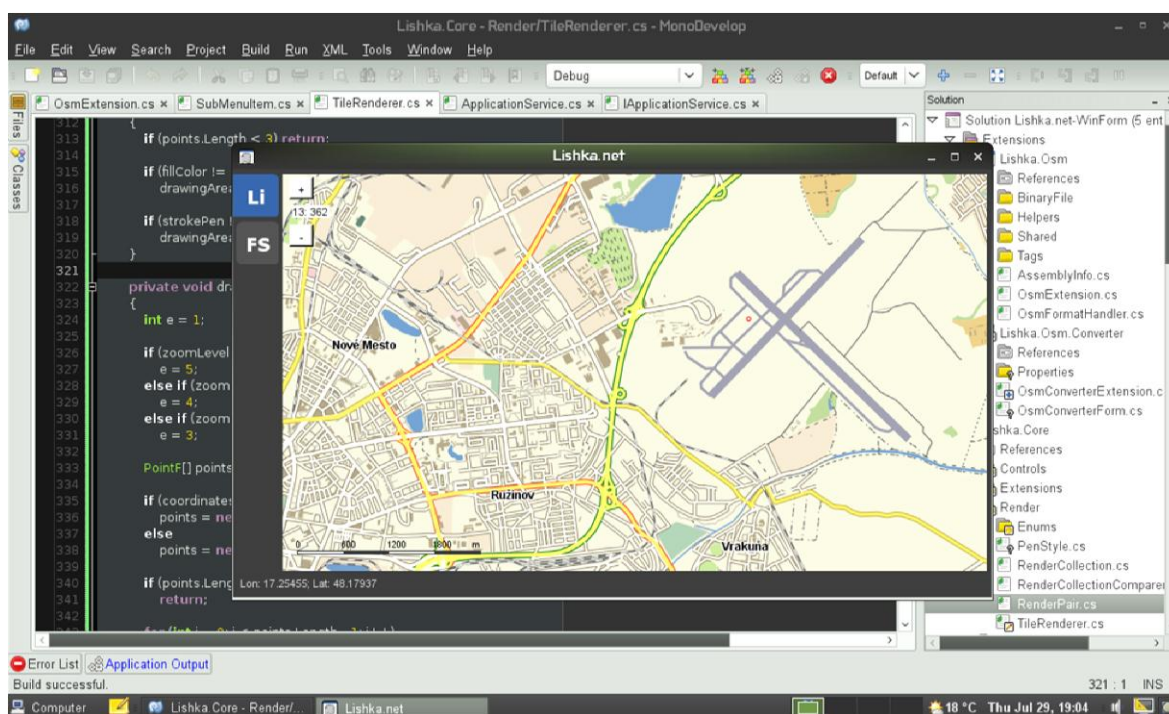 Lishka.Core - Render/TileRenderer.cs - MonoDevelop
File Edit View Search Project Build Run XML Tools Window Help
Debug
Default
OsmExtension.cs × SubMenuItem.cs × TileRenderer.cs × ApplicationService.cs × IApplicationService.cs ×
Solution
Files
Classes
312 {
313 if (points.Length < 3) return;
314
315 if (fillColor !=
316 drawingArea
317
318 if (strokePen !
319 drawingArea
320 }
321
322 private void dra
323 {
324 int e = 1;
325
326 if (zoomLevel
327 e = 5;
328 else if (zoom
329 e = 4;
330 else if (zoom
331 e = 3;
332
333 PointF[] points
334
335 if (coordinates
336 points = ne
337 else
338 points = ne
339
340 if (points.Leng
341 return;
342
Lishka.net
Li
FS
+
13: 362
-
Nové Mesto
Ružinov
Vrakuňa
0 600 1200 1800 m
Lon: 17.25455; Lat: 48.17937
Solution Lishka.net-WinForm (5 ent
Extensions
Lishka.Osm
References
BinaryFile
Helpers
Shared
Tags
AssemblyInfo.cs
OsmExtension.cs
OsmFormatHandler.cs
Lishka.Osm.Converter
References
Properties
OsmConverterExtension.c
OsmConverterForm.cs
shka.Core
References
Controls
Extensions
Render
Enums
PenStyle.cs
RenderCollection.cs
RenderCollectionComparer
RenderPair.cs
TileRenderer.cs
Error List Application Output
Build successful.
321 : 1 INS
Computer Lishka.Core - Render/... Lishka.net
18 °C Thu Jul 29, 19:04